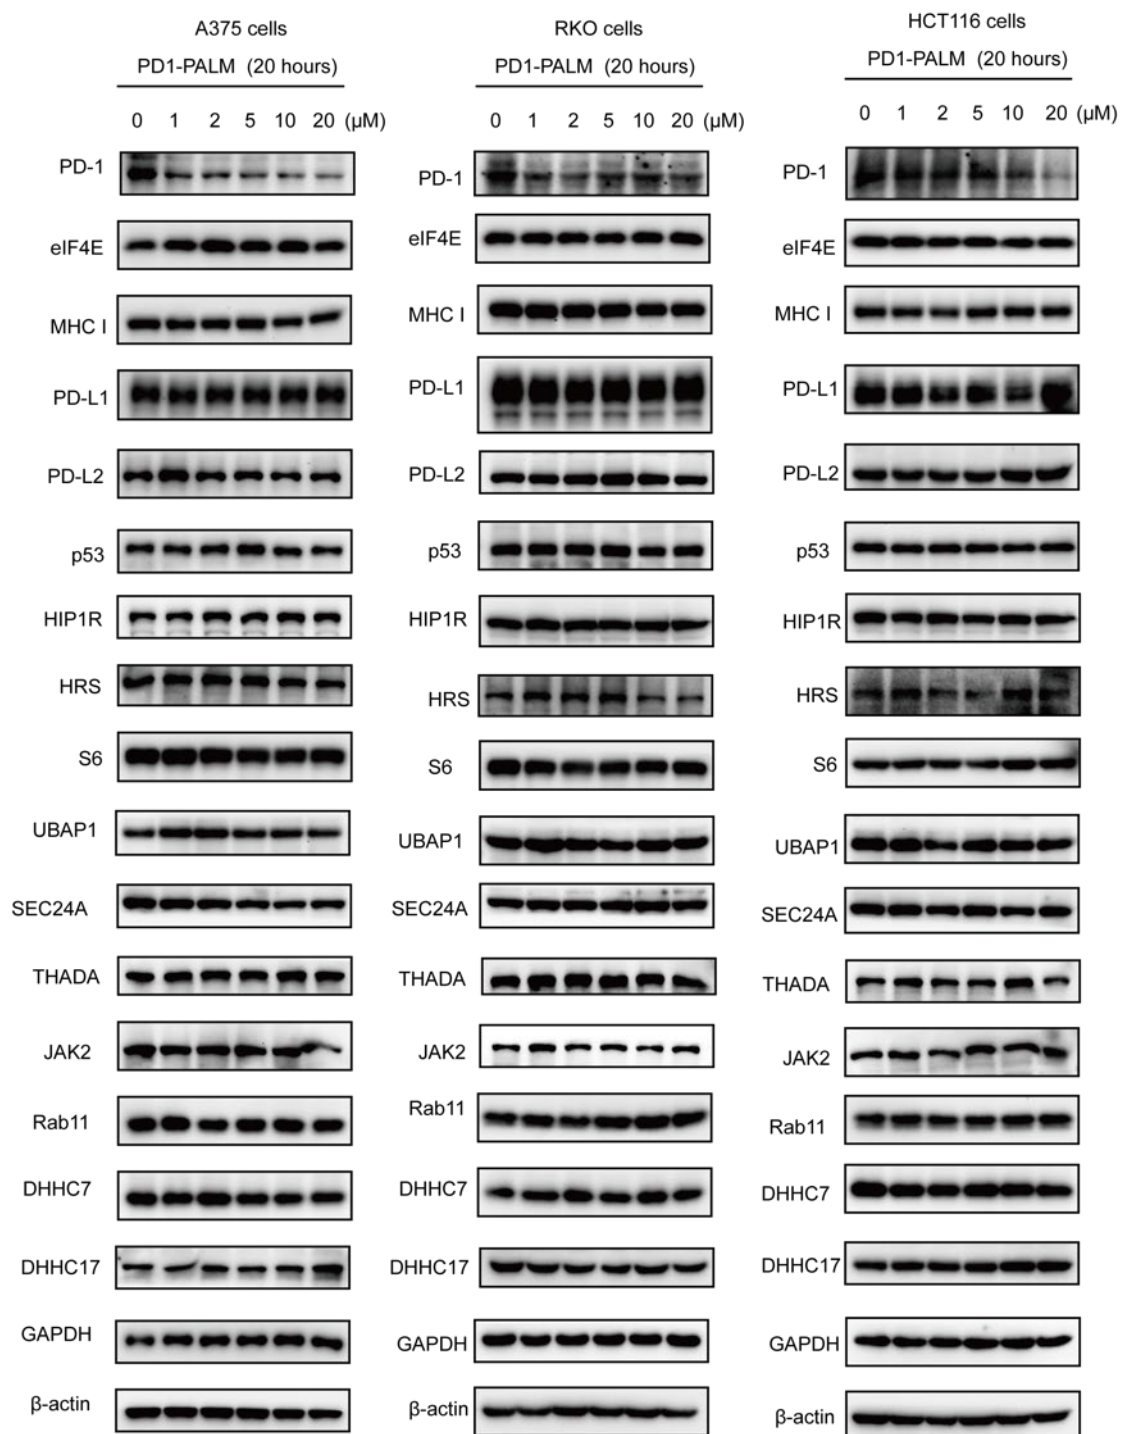 A375 cells
PD1-PALM (20 hours)
0 1 2 5 10 20 (μM)
PD-1
eIF4E
MHC I
PD-L1
PD-L2
p53
HIP1R
HRS
S6
UBAP1
SEC24A
THADA
JAK2
Rab11
DHHC7
DHHC17
GAPDH
β-actin
RKO cells
PD1-PALM (20 hours)
0 1 2 5 10 20 (μM)
PD-1
eIF4E
MHC I
PD-L1
PD-L2
p53
HIP1R
HRS
S6
UBAP1
SEC24A
THADA
JAK2
Rab11
DHHC7
DHHC17
GAPDH
β-actin
HCT116 cells
PD1-PALM (20 hours)
0 1 2 5 10 20 (μM)
PD-1
eIF4E
MHC I
PD-L1
PD-L2
p53
HIP1R
HRS
S6
UBAP1
SEC24A
THADA
JAK2
Rab11
DHHC7
DHHC17
GAPDH
β-actin